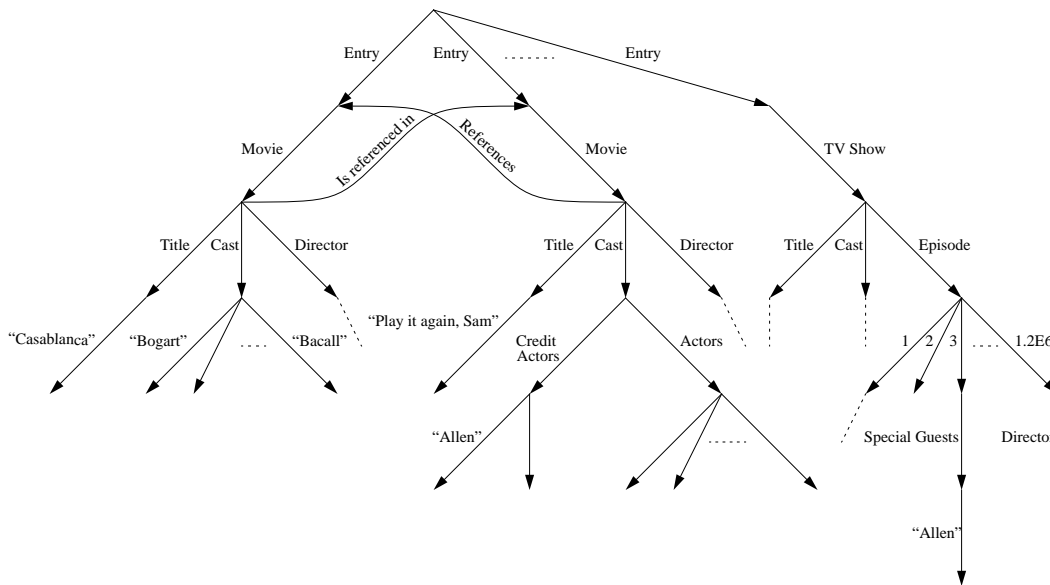 Entry
Entry
Entry
Movie
Is referenced in
References
Movie
TV Show
Title
Cast
Director
Title
Cast
Director
Title
Cast
Episode
“Casablanca”
“Bogart”
“Bacall”
“Play it again, Sam”
Credit
Actors
Actors
1
2
3
1.2E6
“Allen”
Special Guests
Director
“Allen”